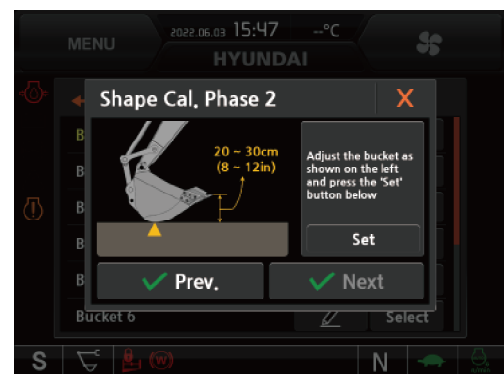 2022.06.03 15:47 --°C
MENU
HYUNDAI
Shape Cal. Phase 2 X
20 ~ 30cm
(8 ~ 12in)
Adjust the bucket as
shown on the left
and press the 'Set'
button below
Set
B
B
B
B
B
Prev.
Next
Bucket 6 Select
S (W) N